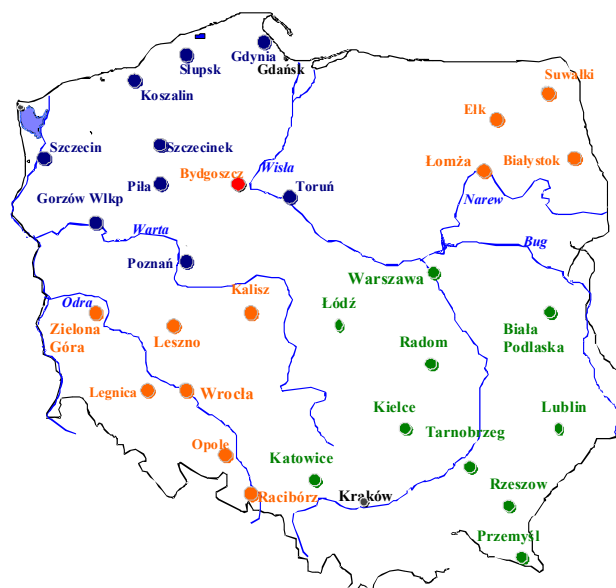 Gdynia
Słupsk
Gdańsk
Suwałki
Koszalin
Ełk
Szczecin
Szczecinek
Wisła
Łomża
Białystok
Bydgoszcz
Piła
Toruń
Gorzów Wlkp
Narew
Warta
Bug
Poznań
Warszawa
Odra
Kalisz
Łódź
Zielona
Góra
Leszno
Biała
Podlaska
Radom
Legnica
Wrocła
Kielce
Lublin
Tarnobrzeg
Opole
Katowice
Rzeszow
Racibórz
Kraków
Przemyśl